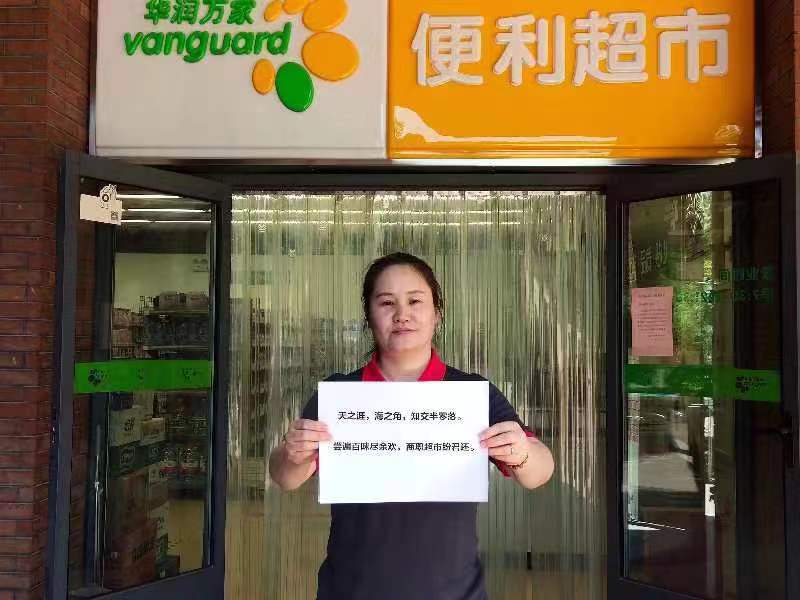 华润万家
vanguard
便利超市
天之涯,海之角,知交半零落。
尝遍百味尽余欢,商职超市盼君还。